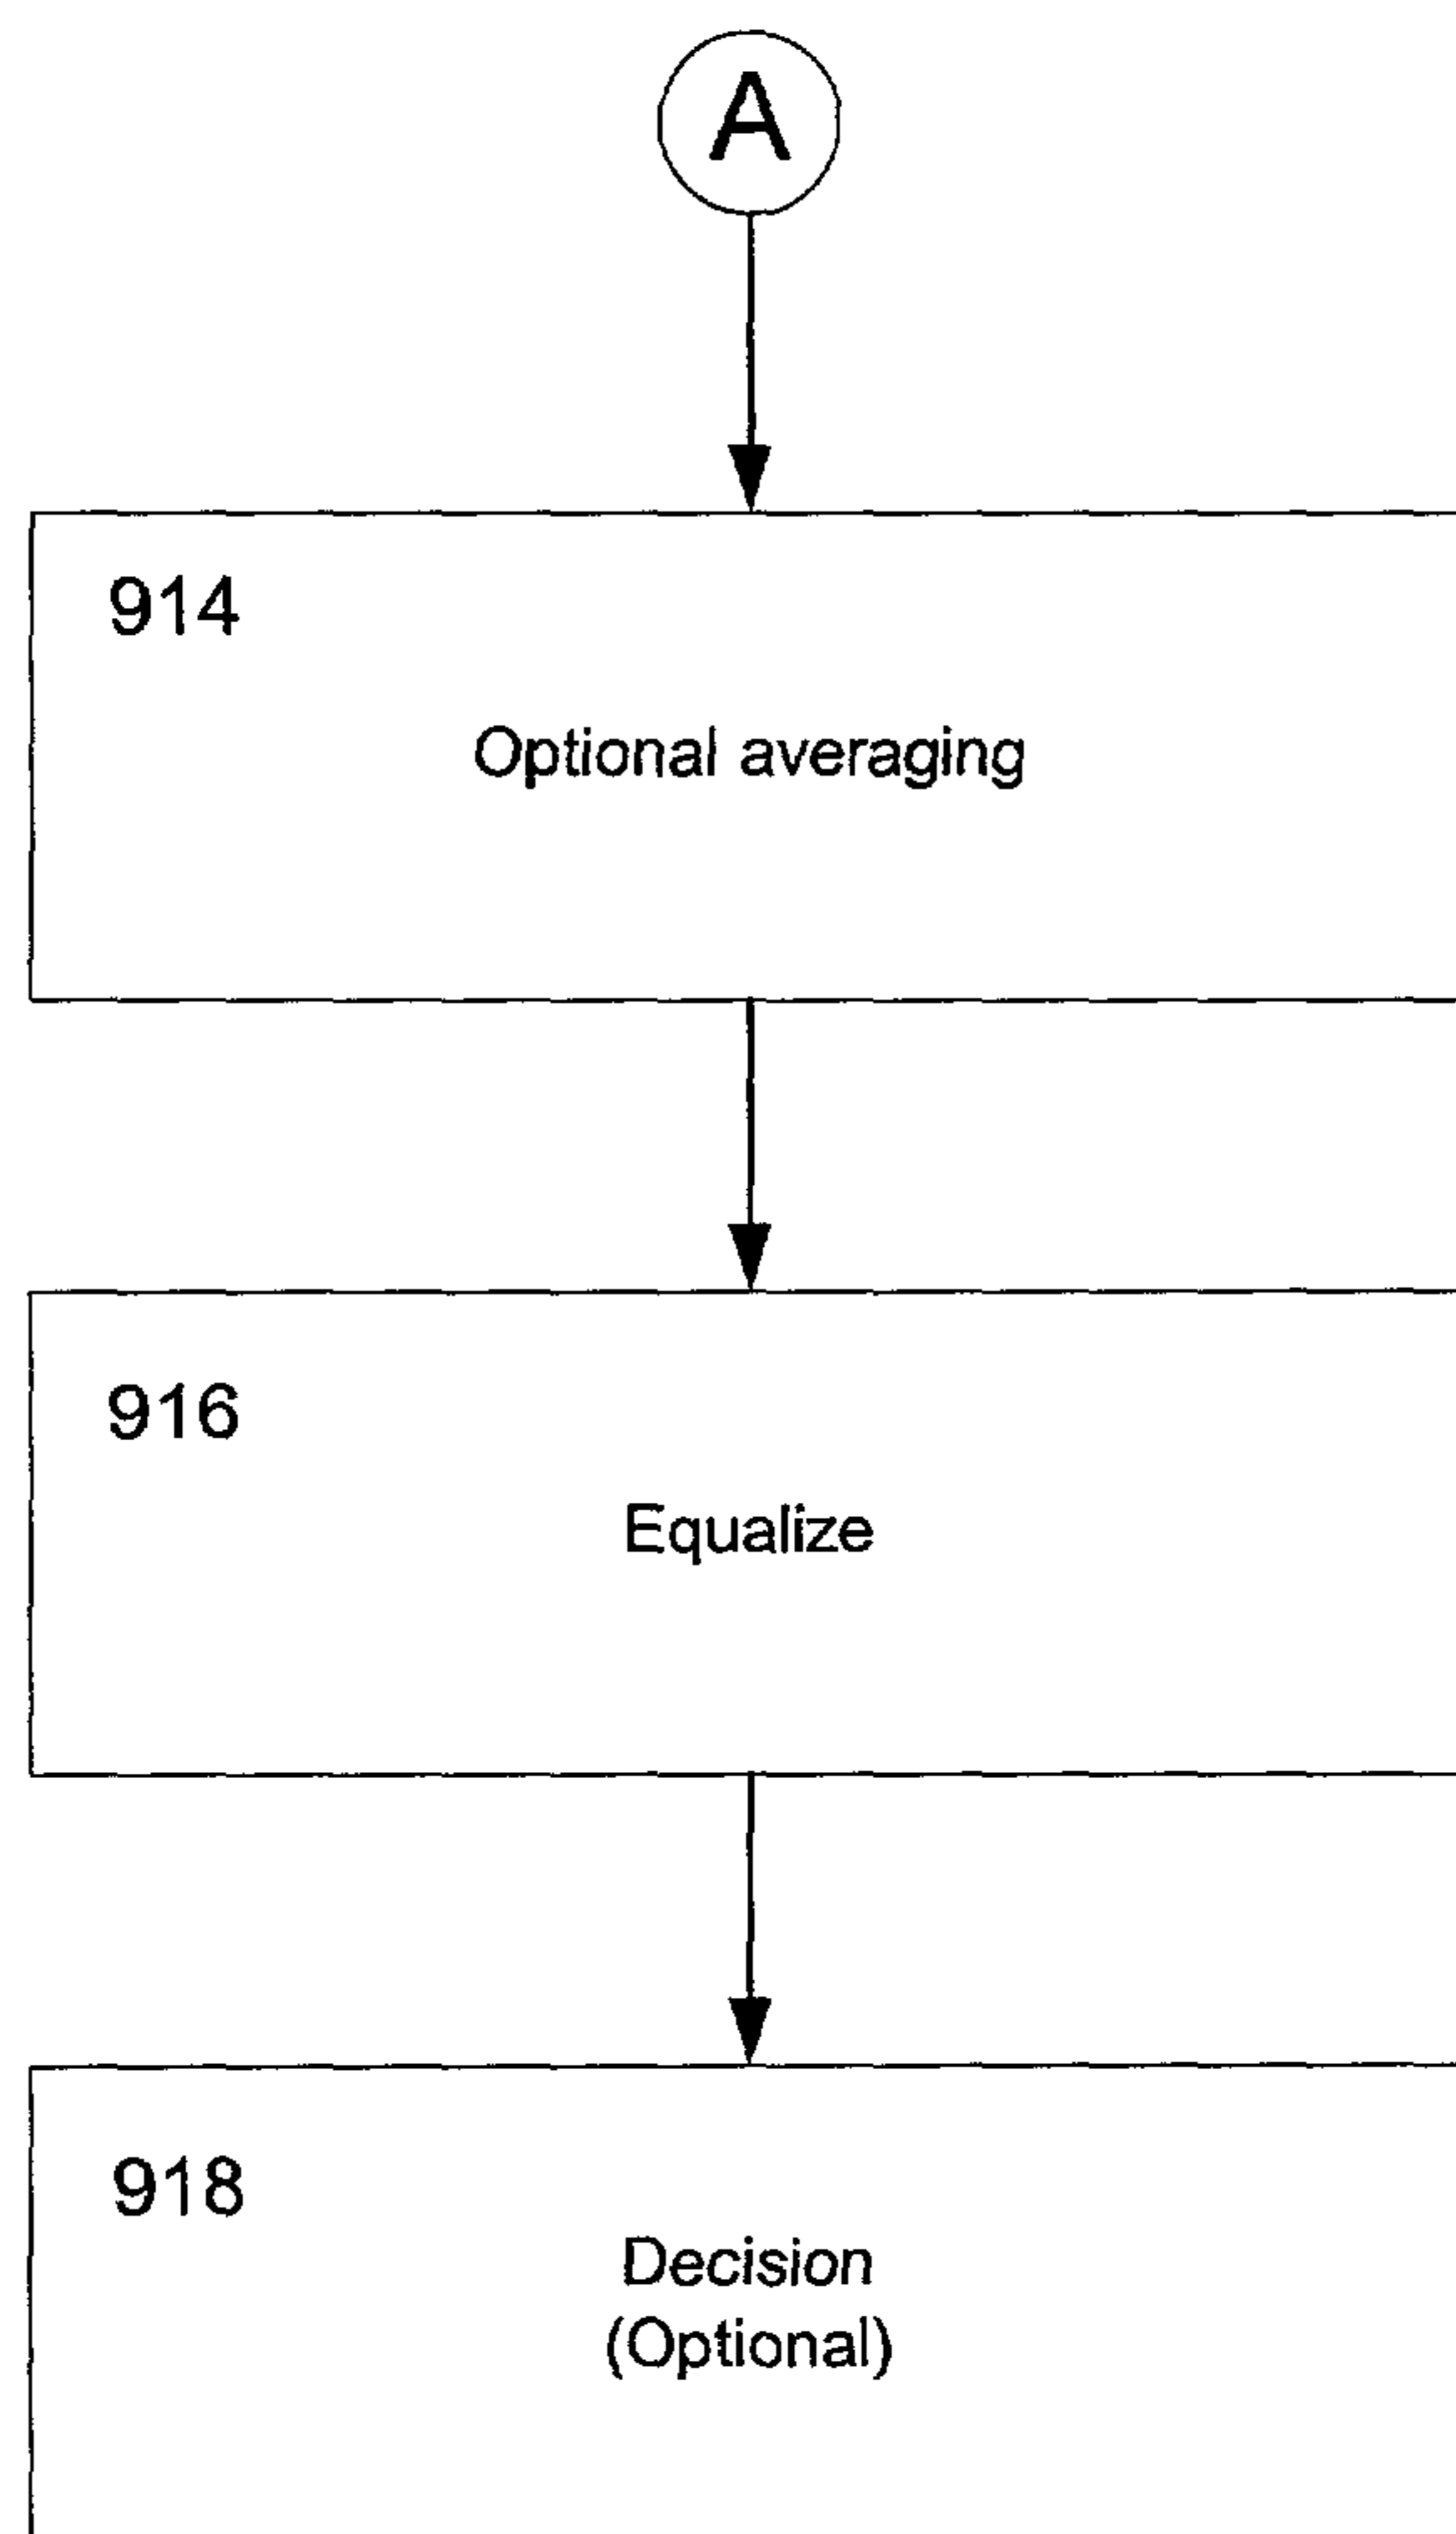 A
914
Optional averaging
916
Equalize
918
Decision
(Optional)